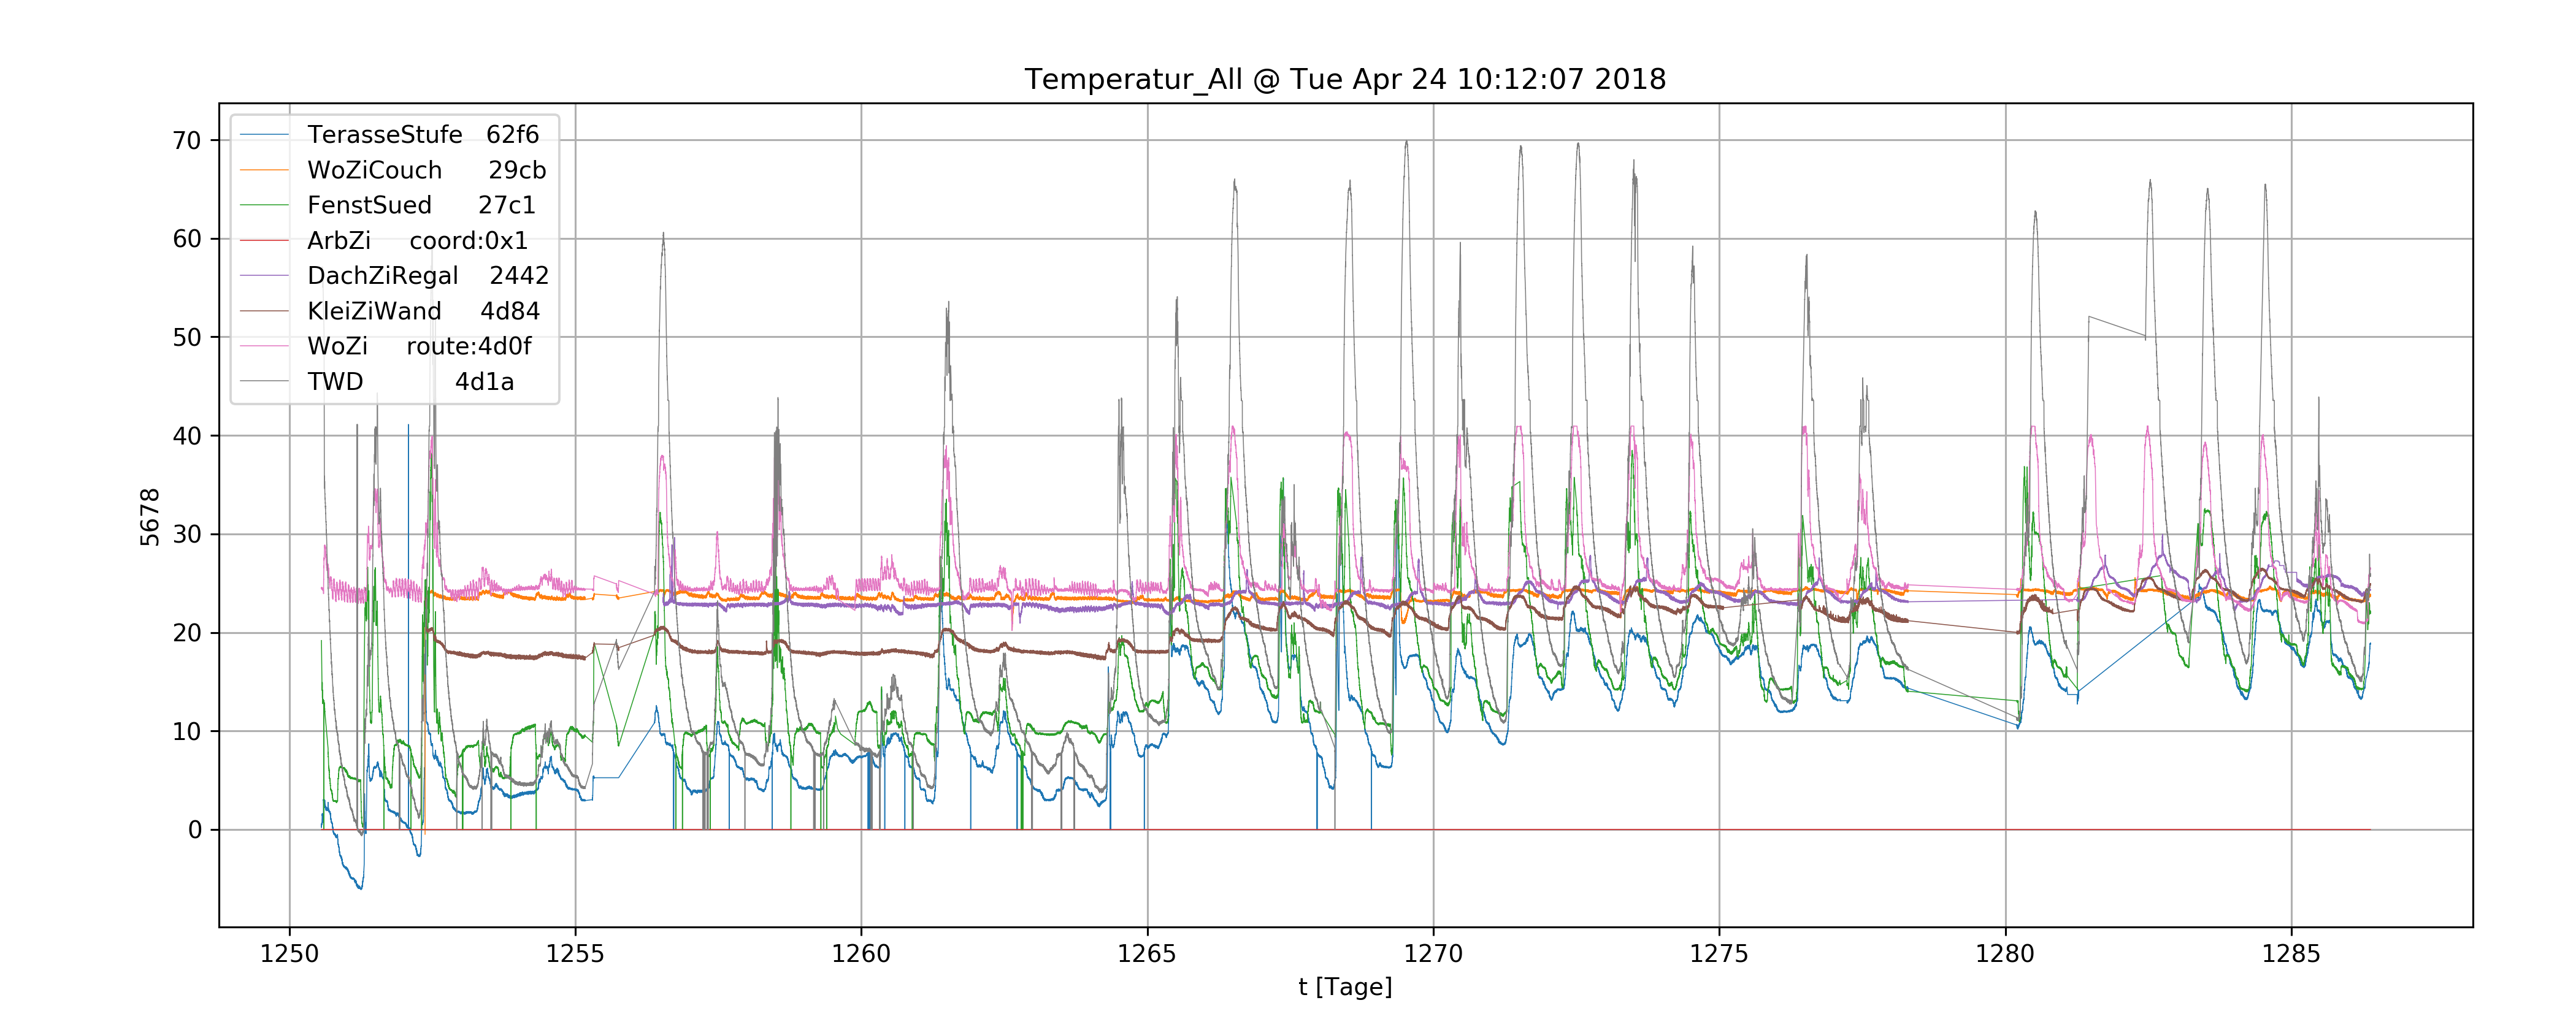 Temperatur_All @ Tue Apr 24 10:12:07 2018
TerasseStufe 62f6
WoZiCouch 29cb
FenstSued 27c1
ArbZi coord:0x1
DachZiRegal 2442
KleiZiWand 4d84
WoZi route:4d0f
TWD 4d1a
70
60
50
40
30
20
10
0
5678
1250 1255 1260 1265 1270 1275 1280 1285
t [Tage]